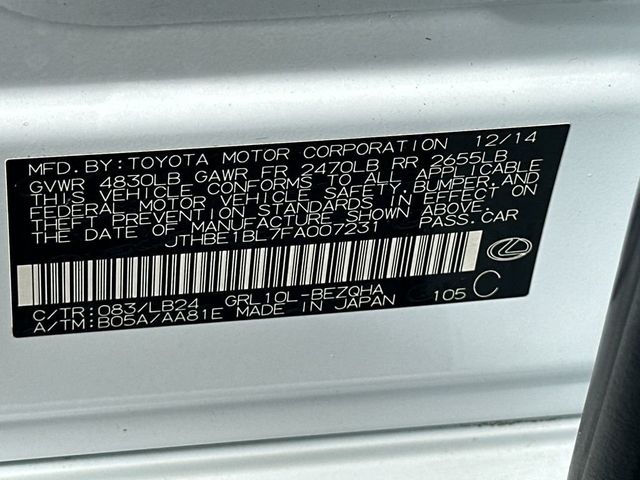 MFD.BY:TOYOTA MOTOR CORPORATION 12/14
GVWR 4830LB GAWR FR 2470LB RR 2655LB
THIS VEHICLE CONFORMS TO ALL APPLICABLE
FEDERAL MOTOR VEHICLE SAFETY,BUMPER,AND
THEFT PREVENTION STANDARDS IN EFFECT ON
THE DATE OF MANUFACTURE SHOWN ABOVE.
JTHBE1BL7FA007231 PASS.CAR
C/TR:083/LB24 GRL10L-BEZQHA
A/TM:B05A/AA81E MADE IN JAPAN 105 C